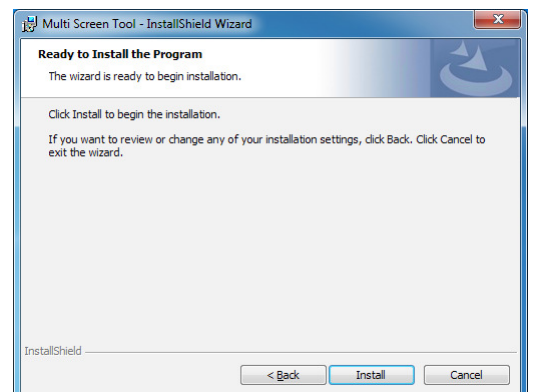 Multi Screen Tool - InstallShield Wizard
Ready to Install the Program
The wizard is ready to begin installation.
Click Install to begin the installation.
If you want to review or change any of your installation settings, click Back. Click Cancel to
exit the wizard.
InstallShield
< Back
Install
Cancel